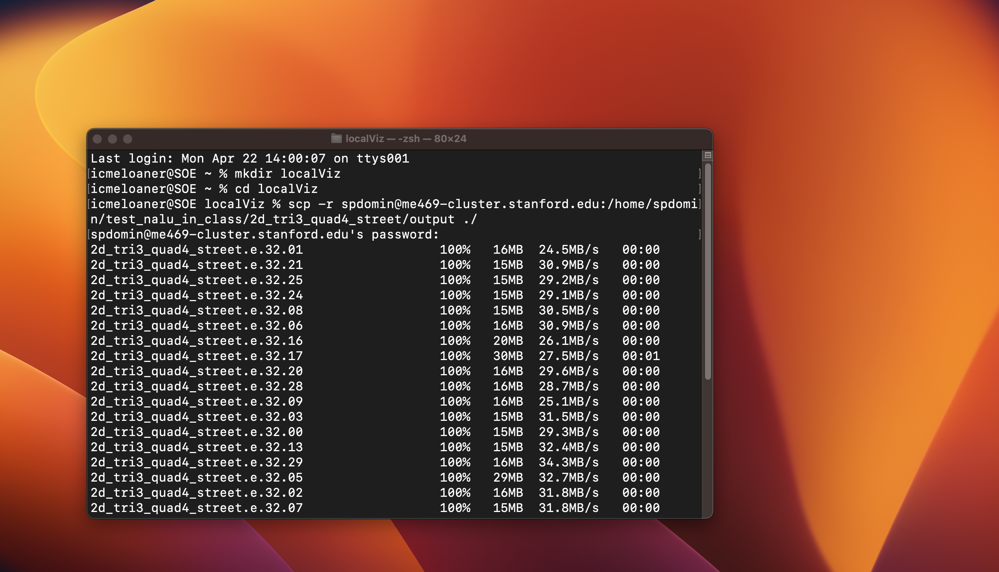 localViz — -zsh — 80×24
Last login: Mon Apr 22 14:00:07 on ttys001
[icmeloaner@SOE ~ % mkdir localViz ]
[icmeloaner@SOE ~ % cd localViz ]
[icmeloaner@SOE localViz % scp -r spdomin@me469-cluster.stanford.edu:/home/spdomi]
n/test_nalu_in_class/2d_tri3_quad4_street/output ./
[spdomin@me469-cluster.stanford.edu's password: ]
2d_tri3_quad4_street.e.32.01 100% 16MB 24.5MB/s 00:00
2d_tri3_quad4_street.e.32.21 100% 15MB 30.9MB/s 00:00
2d_tri3_quad4_street.e.32.25 100% 15MB 29.2MB/s 00:00
2d_tri3_quad4_street.e.32.24 100% 15MB 29.1MB/s 00:00
2d_tri3_quad4_street.e.32.08 100% 15MB 30.5MB/s 00:00
2d_tri3_quad4_street.e.32.06 100% 16MB 30.9MB/s 00:00
2d_tri3_quad4_street.e.32.16 100% 20MB 26.1MB/s 00:00
2d_tri3_quad4_street.e.32.17 100% 30MB 27.5MB/s 00:01
2d_tri3_quad4_street.e.32.20 100% 16MB 29.6MB/s 00:00
2d_tri3_quad4_street.e.32.28 100% 16MB 28.7MB/s 00:00
2d_tri3_quad4_street.e.32.09 100% 16MB 25.1MB/s 00:00
2d_tri3_quad4_street.e.32.03 100% 15MB 31.5MB/s 00:00
2d_tri3_quad4_street.e.32.00 100% 15MB 29.3MB/s 00:00
2d_tri3_quad4_street.e.32.13 100% 15MB 32.4MB/s 00:00
2d_tri3_quad4_street.e.32.29 100% 16MB 34.3MB/s 00:00
2d_tri3_quad4_street.e.32.05 100% 29MB 32.7MB/s 00:00
2d_tri3_quad4_street.e.32.02 100% 16MB 31.8MB/s 00:00
2d_tri3_quad4_street.e.32.07 100% 15MB 31.8MB/s 00:00